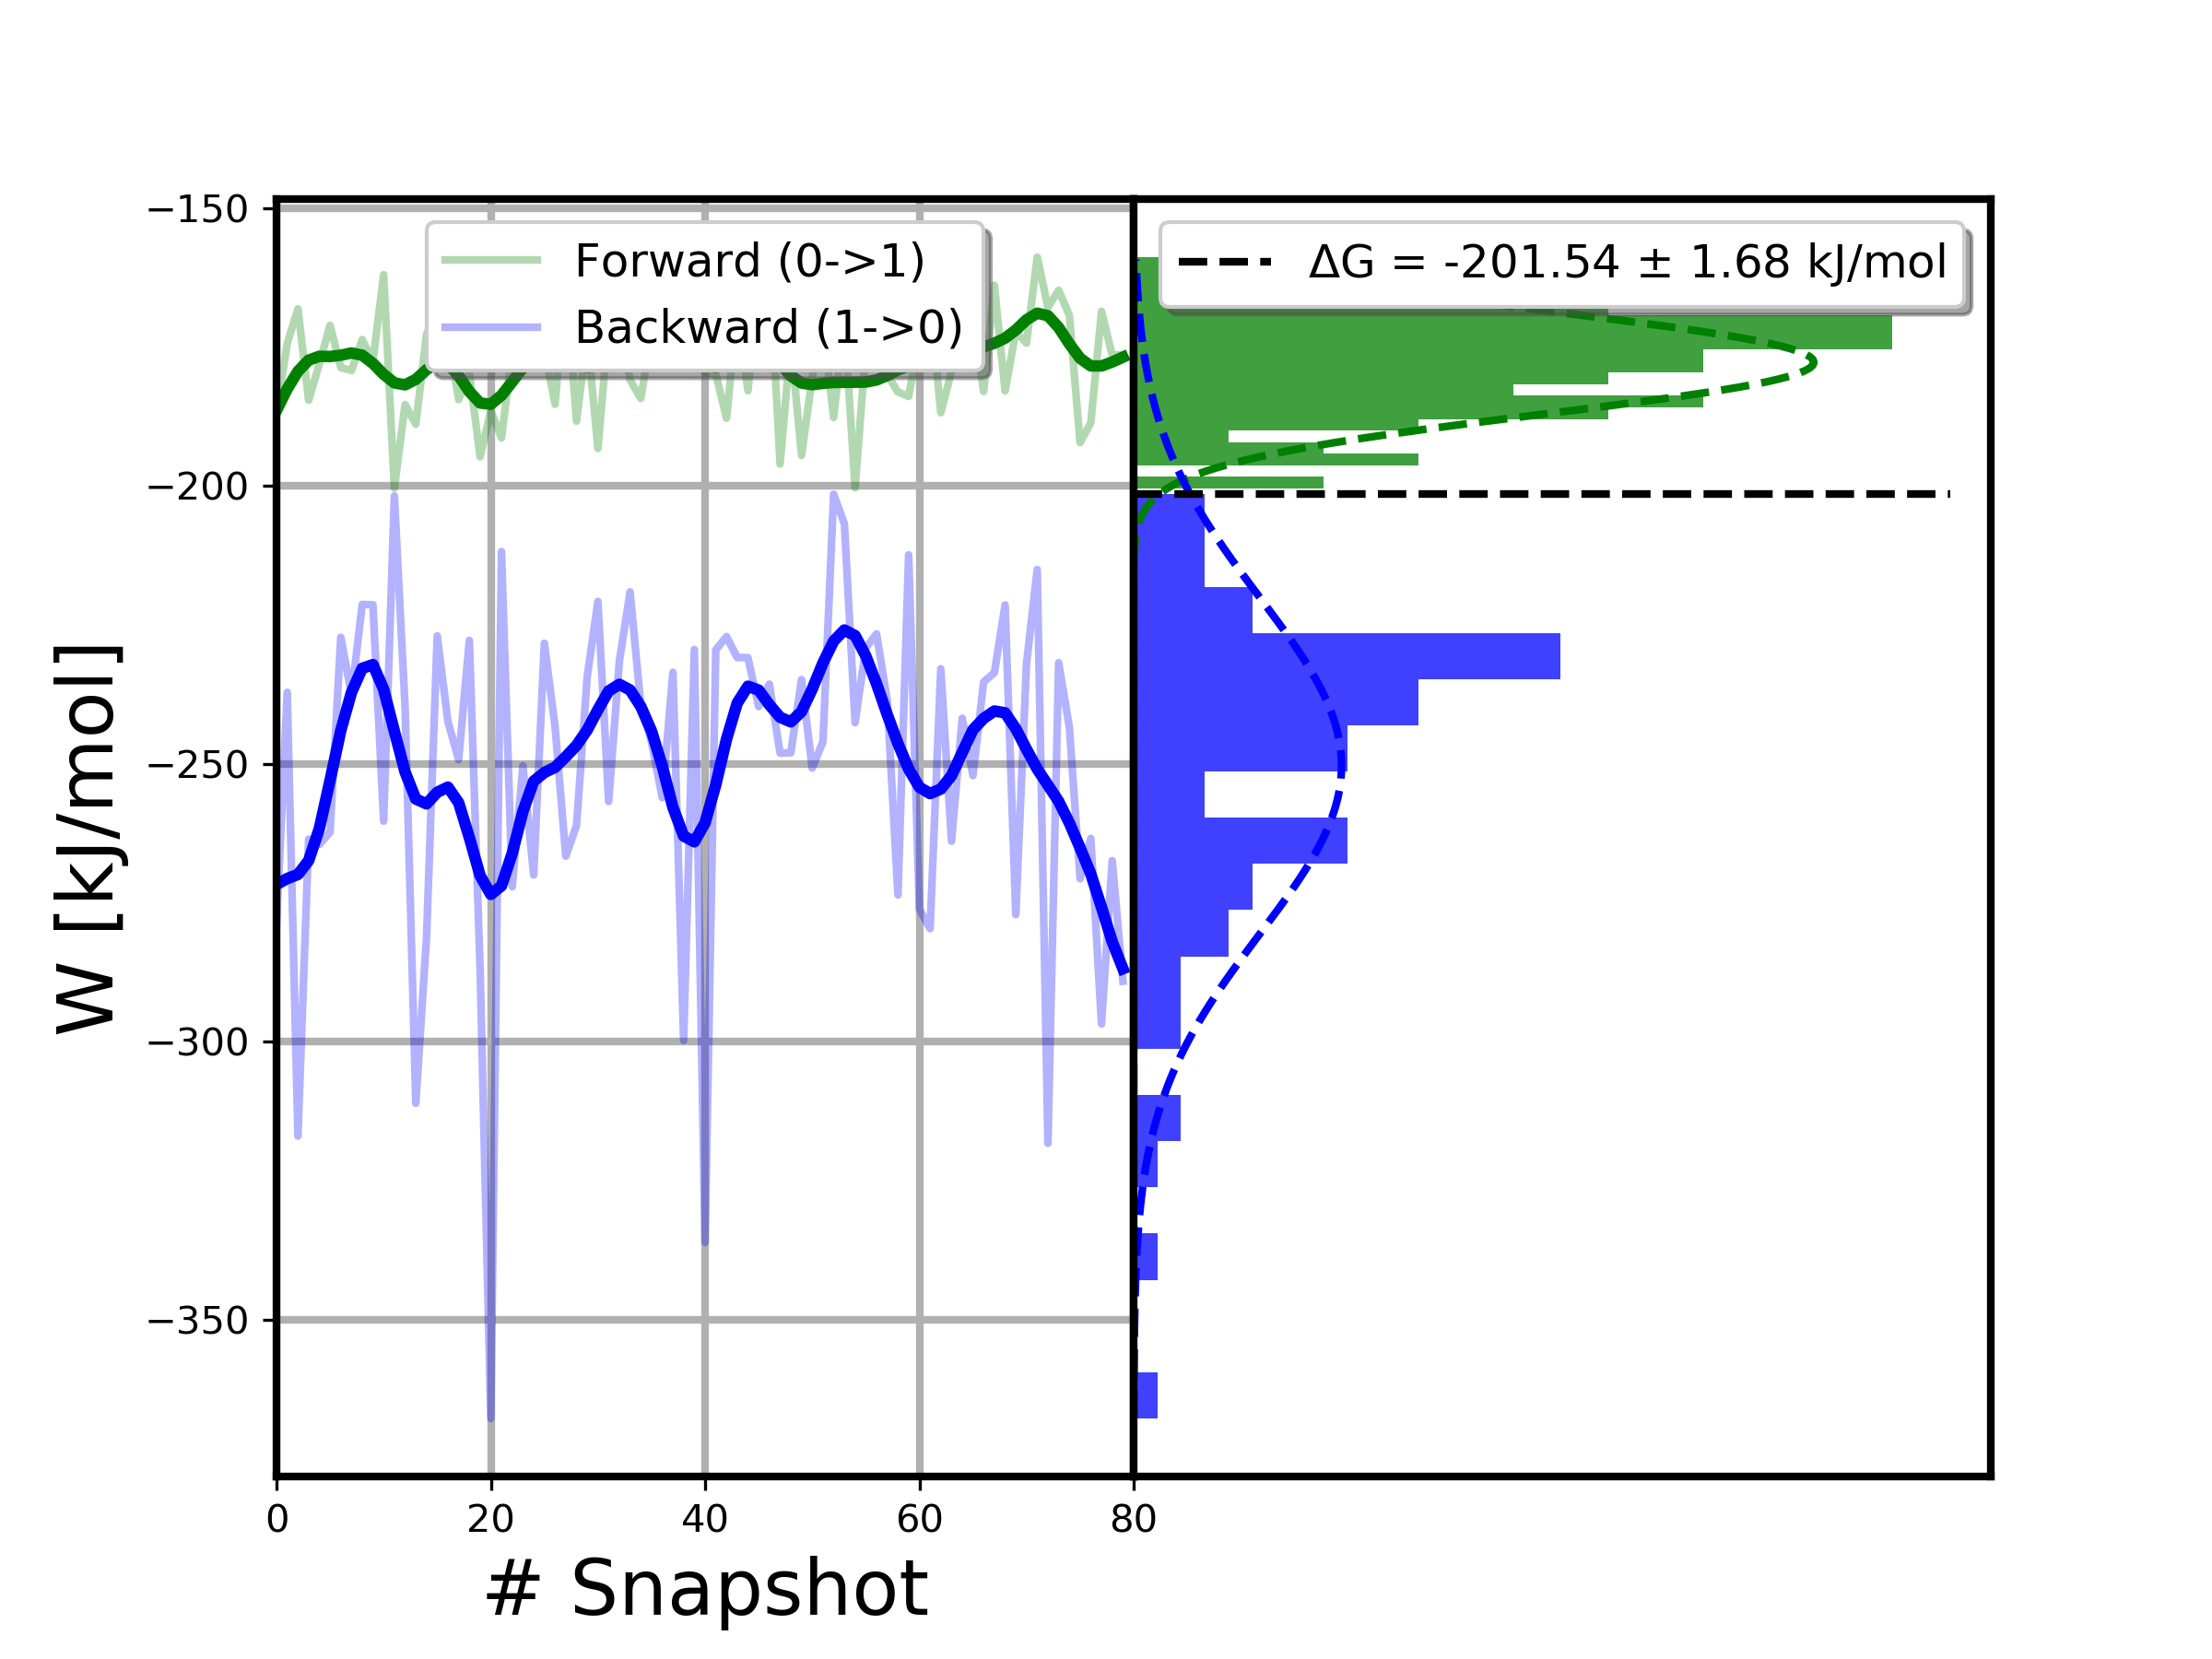 Forward (0->1)
Backward (1->0)
ΔG = -201.54 ± 1.68 kJ/mol
W [kJ/mol]
−150
−200
−250
−300
−350
0 20 40 60 80
# Snapshot